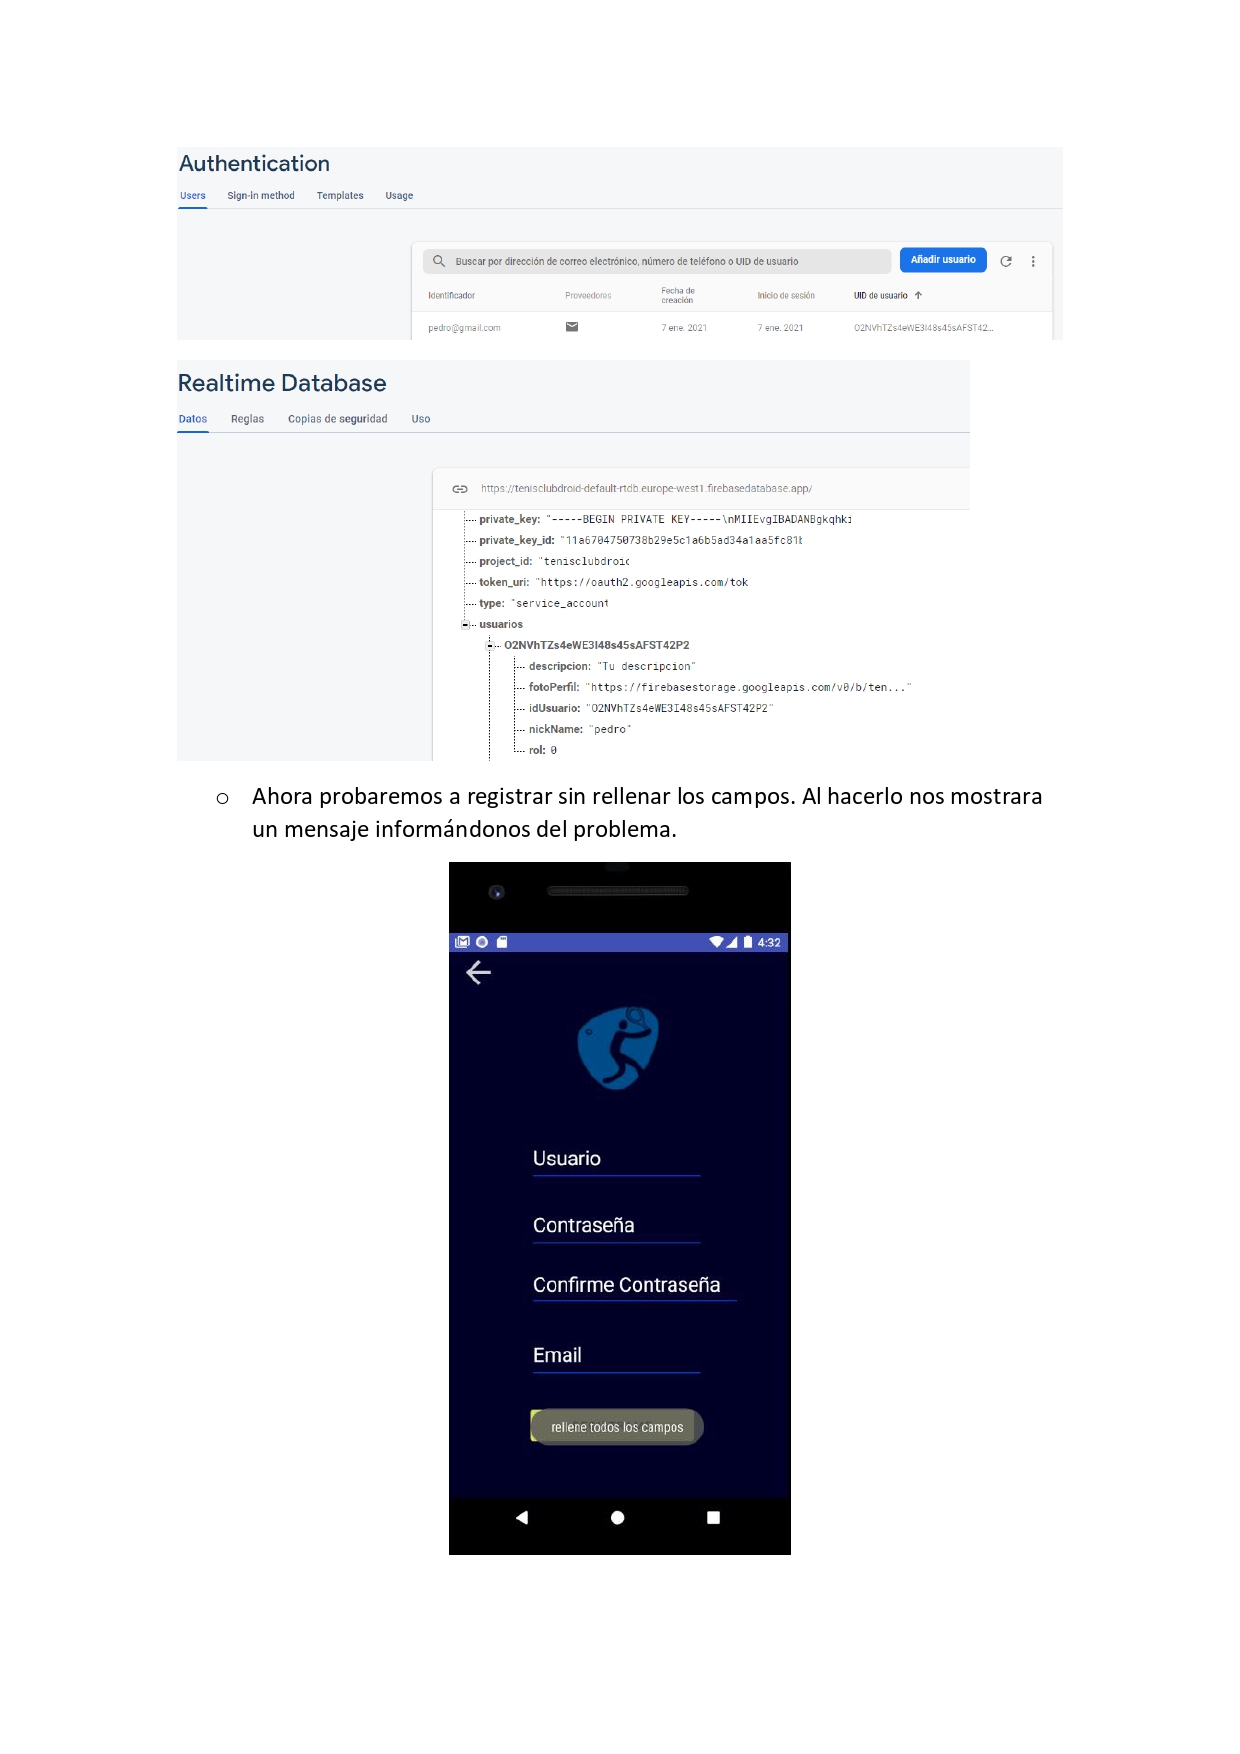 Authentication
Users Sign-in method Templates Usage
Buscar por dirección de correo electrónico, número de teléfono o UID de usuario Añadir usuario
Identificador Proveedores Fecha de creación Inicio de sesión UID de usuario
pedro@gmail.com 7 ene. 2021 7 ene. 2021 O2NVhTZs4eWE3I48s45sAFST42...
Realtime Database
Datos Reglas Copias de seguridad Uso
https://tenisclubdroid-default-rtdb.europe-west1.firebasedatabase.app/
private_key: "-----BEGIN PRIVATE KEY-----\nMIIEvgIBADANBgkqhki
private_key_id: "11a6704750738b29e5c1a6b5ad34a1aa5fc81b
project_id: "tenisclubdroid
token_uri: "https://oauth2.googleapis.com/tok
type: "service_account
usuarios
O2NVhTZs4eWE3I48s45sAFST42P2
descripcion: "Tu descripcion"
fotoPerfil: "https://firebasestorage.googleapis.com/v0/b/ten..."
idUsuario: "O2NVhTZs4eWE3I48s45sAFST42P2"
nickName: "pedro"
rol: 0
o Ahora probaremos a registrar sin rellenar los campos. Al hacerlo nos mostrara
un mensaje informándonos del problema.
4:32
Usuario
Contraseña
Confirme Contraseña
Email
rellene todos los campos